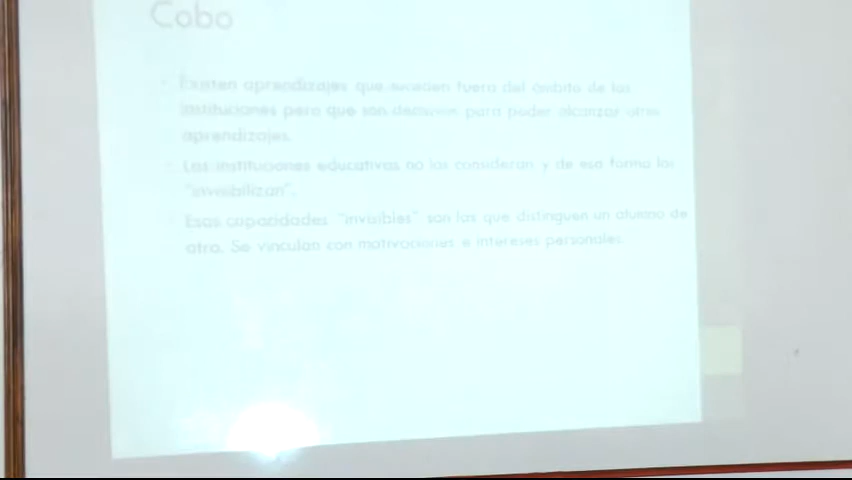 Cobo
Existen aprendizajes que suceden fuera del ámbito de las
instituciones pero que son decisivos para poder alcanzar otros
aprendizajes.
Las instituciones educativas no los consideran y de esa forma los
"invisibilizan".
Esas capacidades "invisibles" son las que distinguen un alumno de
otro. Se vinculan con motivaciones e intereses personales.